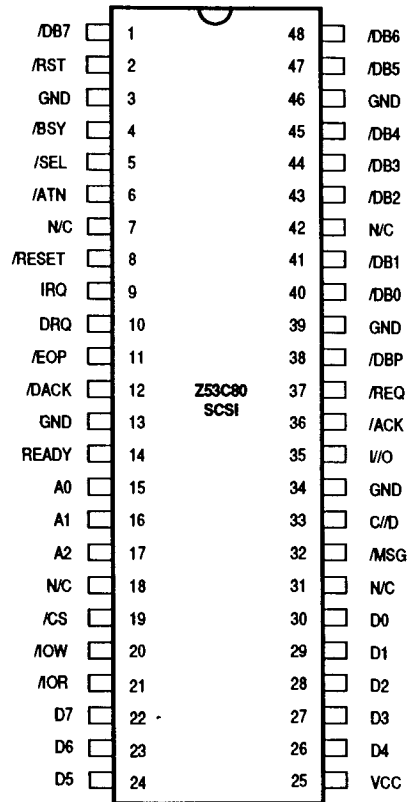 /DB7 1 48 /DB6
/RST 2 47 /DB5
GND 3 46 GND
/BSY 4 45 /DB4
/SEL 5 44 /DB3
/ATN 6 43 /DB2
N/C 7 42 N/C
/RESET 8 41 /DB1
IRQ 9 40 /DB0
DRQ 10 39 GND
/EOP 11 38 /DBP
/DACK 12 Z53C80 37 /REQ
SCSI
GND 13 36 /ACK
READY 14 35 I//O
A0 15 34 GND
A1 16 33 C//D
A2 17 32 /MSG
N/C 18 31 N/C
/CS 19 30 D0
/IOW 20 29 D1
/IOR 21 28 D2
D7 22 27 D3
D6 23 26 D4
D5 24 25 VCC